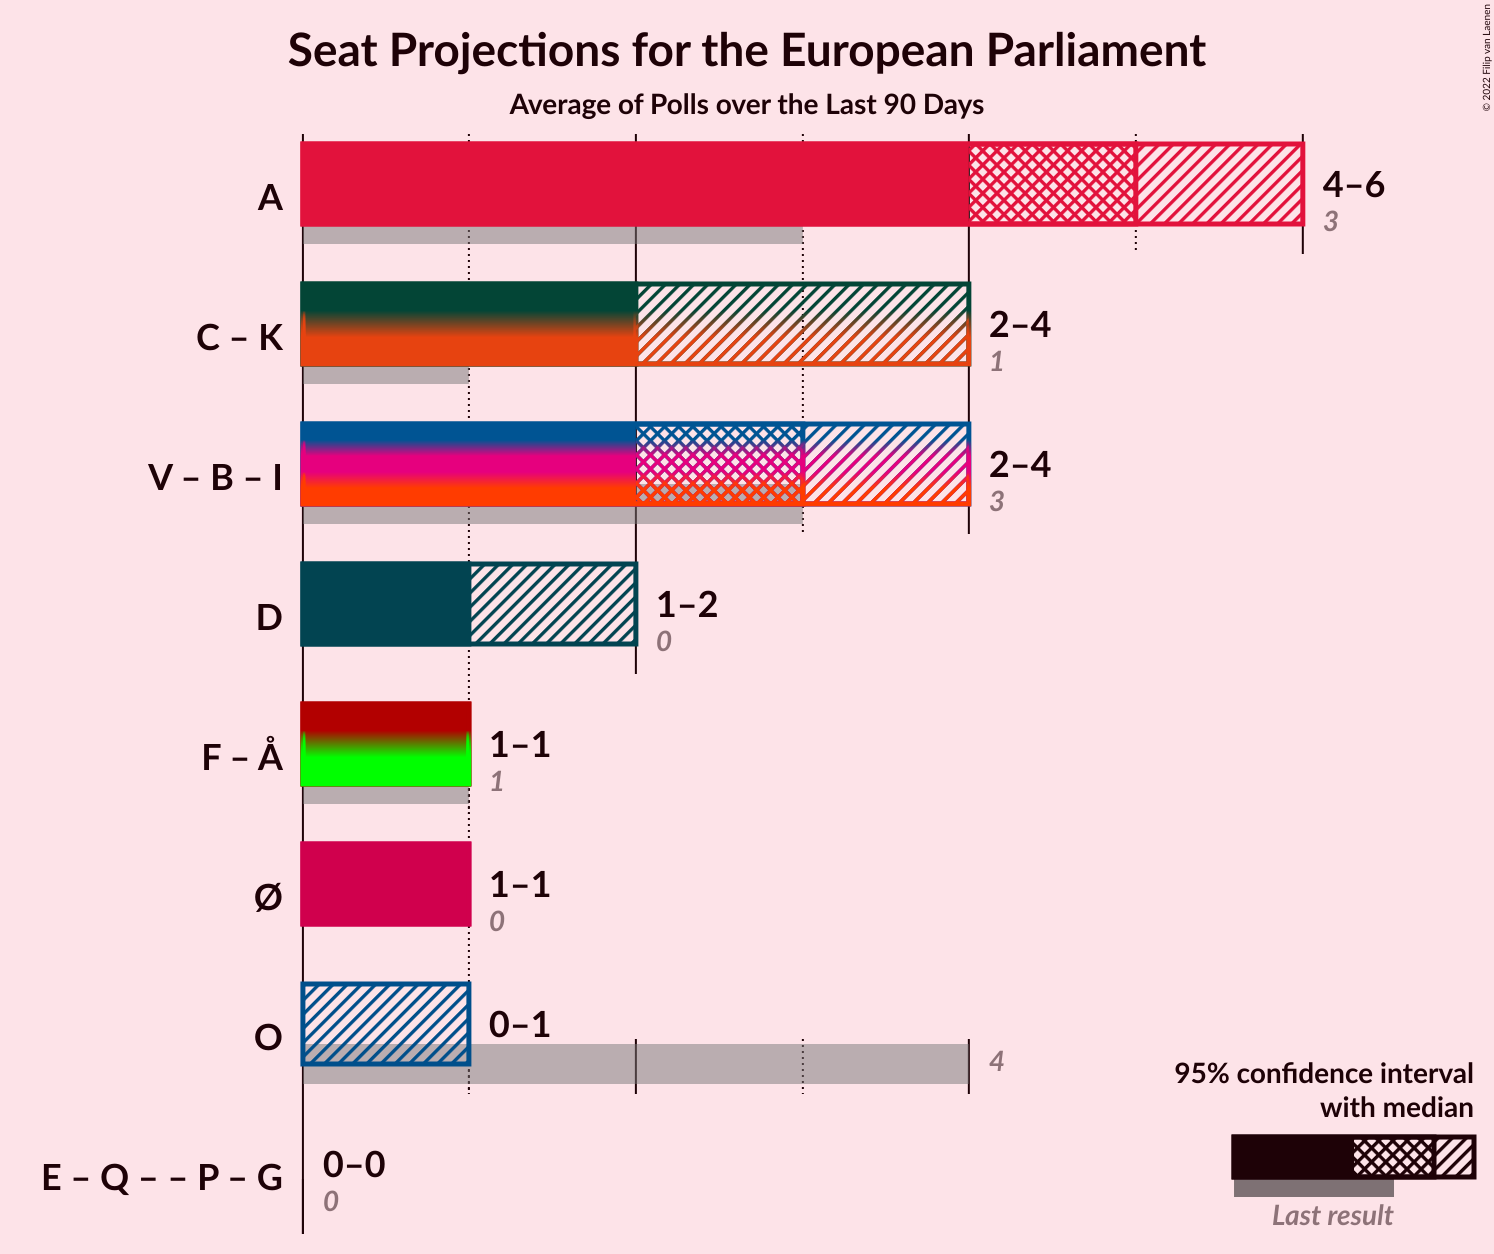 Seat Projections for the European Parliament
Average of Polls over the Last 90 Days
© 2022 Filip van Laenen
A
4–6
3
C – K
2–4
1
V – B – I
2–4
3
D
1–2
0
F – Å
1–1
1
Ø
1–1
0
O
0–1
4
E – Q – – P – G
0–0
0
95% confidence interval
with median
Last result